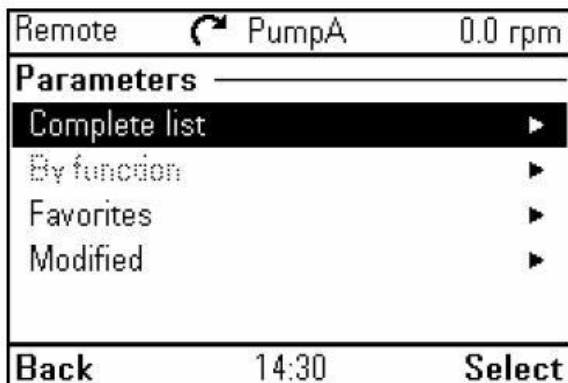 Remote PumpA 0.0 rpm
Parameters
Complete list
By function
Favorites
Modified
Back 14:30 Select